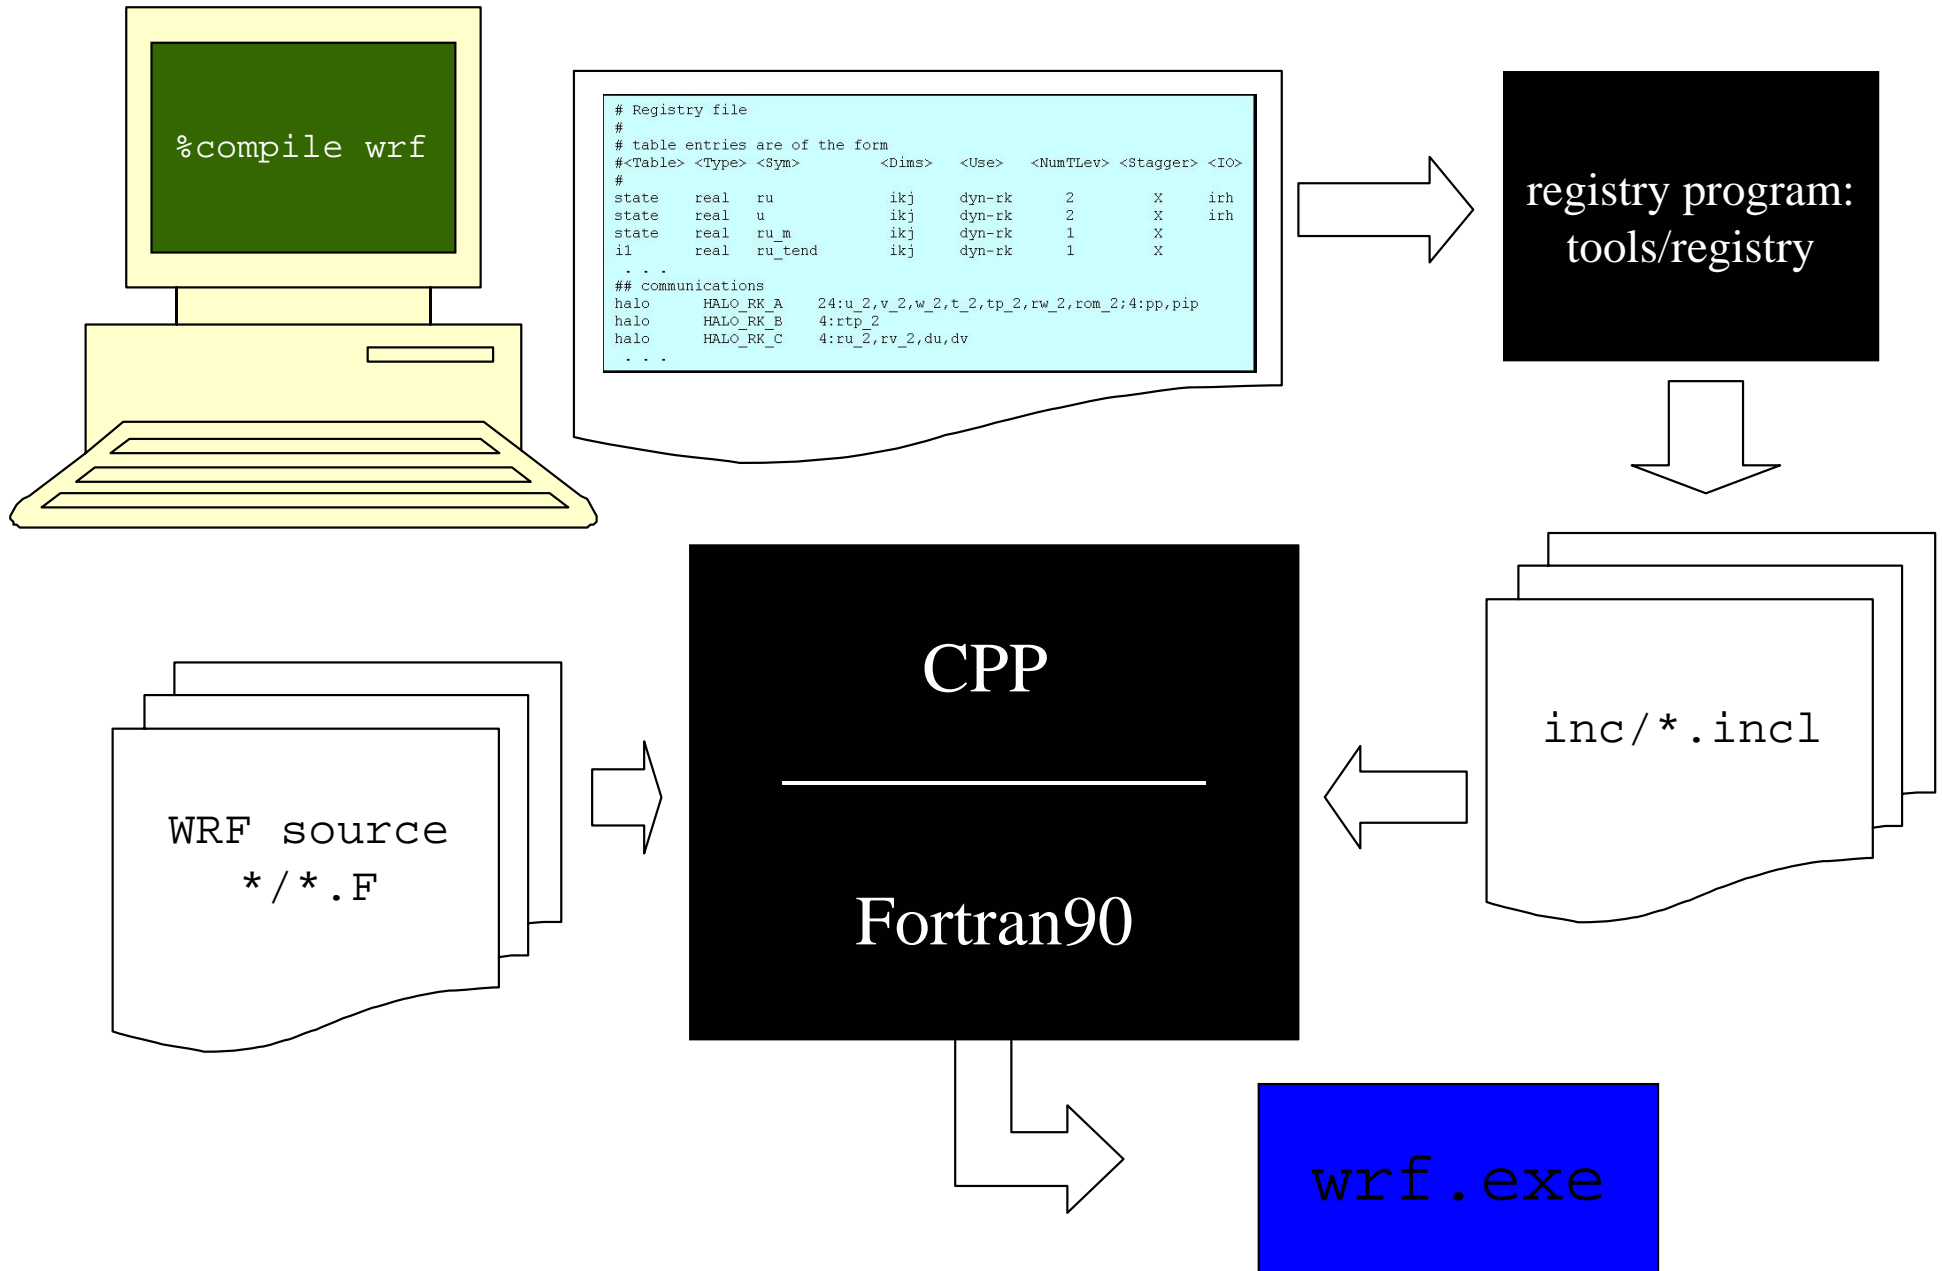 %compile wrf
# Registry file
#
# table entries are of the form
#<Table> <Type> <Sym> <Dims> <Use> <NumTLev> <Stagger> <IO>
#
state real ru ikj dyn-rk 2 X irh
state real u ikj dyn-rk 2 X irh
state real ru_m ikj dyn-rk 1 X
i1 real ru_tend ikj dyn-rk 1 X
. . .
## communications
halo HALO_RK_A 24:u_2,v_2,w_2,t_2,tp_2,rw_2,rom_2;4:pp,pip
halo HALO_RK_B 4:rtp_2
halo HALO_RK_C 4:ru_2,rv_2,du,dv
. . .
registry program:
tools/registry
WRF source
*/*.F
CPP
Fortran90
inc/*.incl
wrf.exe